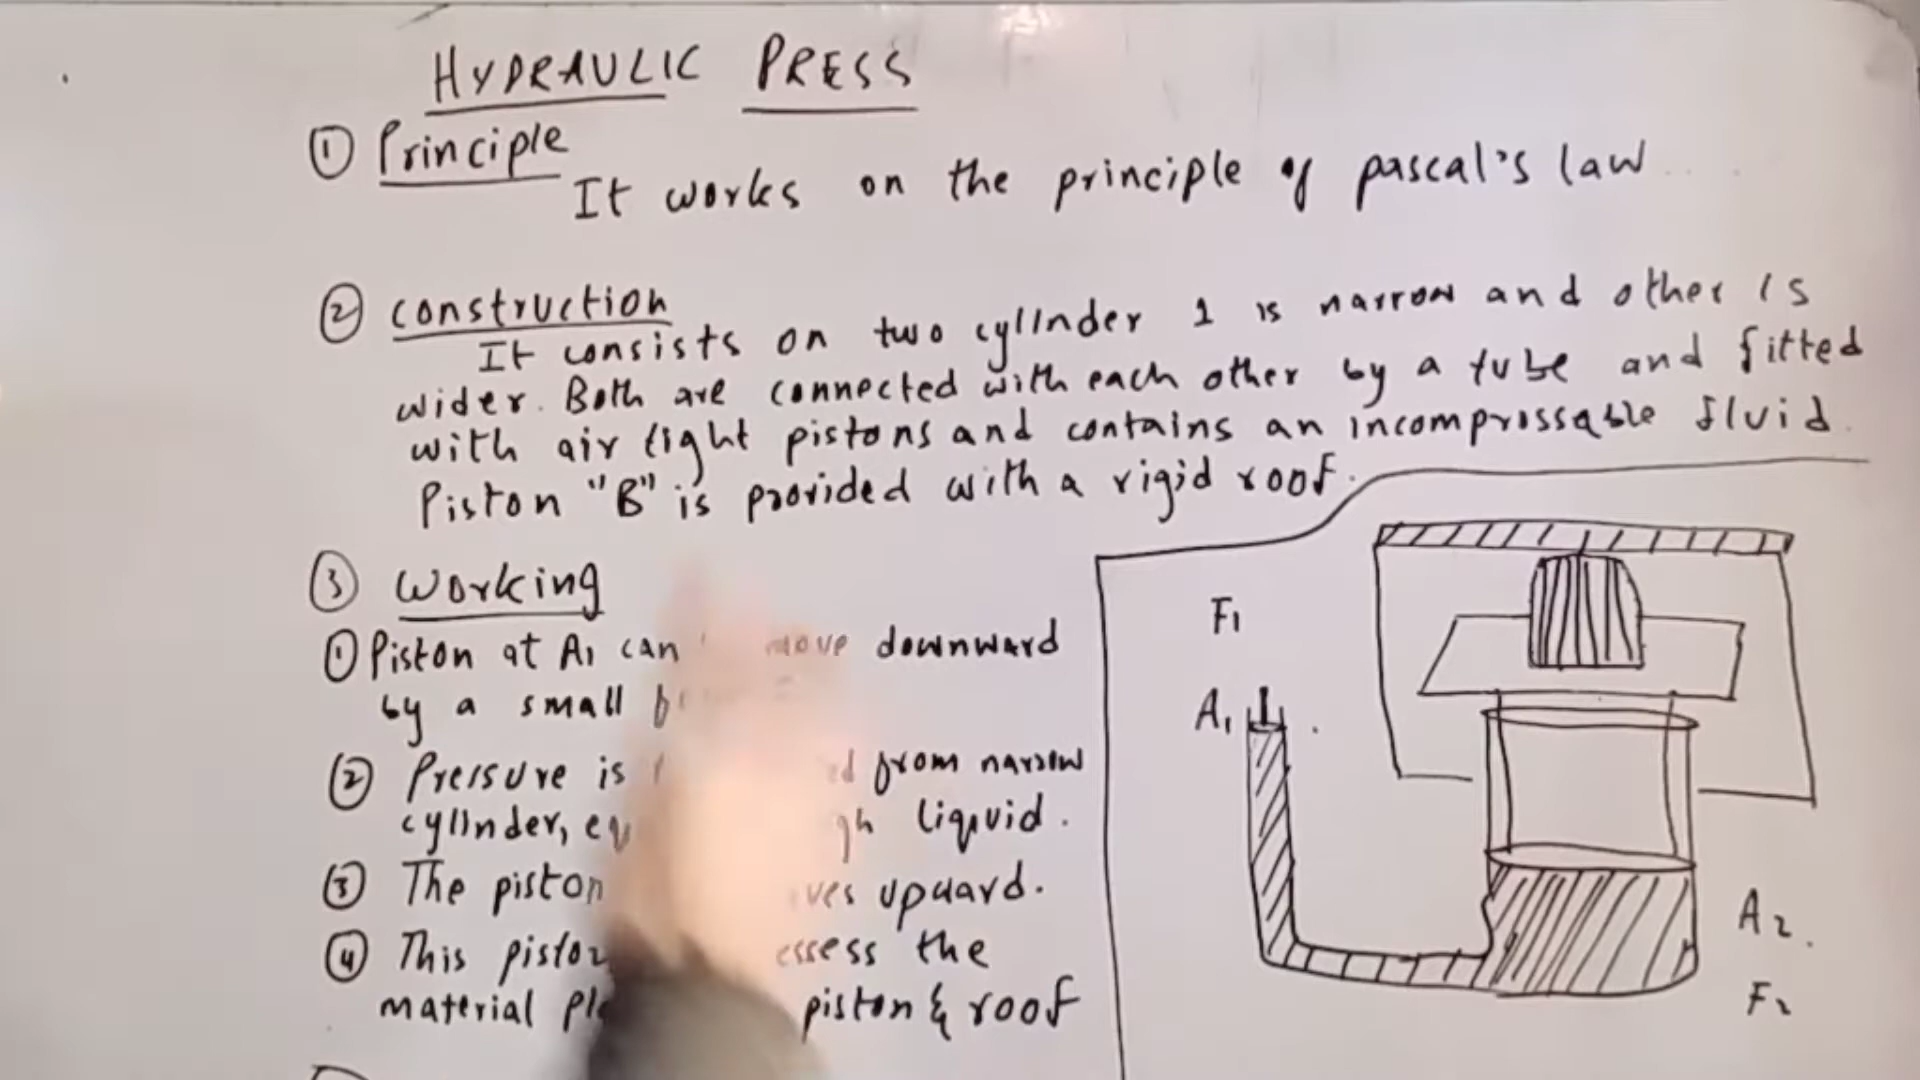 HYDRAULIC PRESS
① Principle
It works on the principle of pascal's law
② construction
It consists on two cylinder 1 is narrow and other is
wider. Both are connected with each other by a tube and fitted
with air tight pistons and contains an incomprossable fluid.
Piston "B" is provided with a rigid roof.
③ working
① Piston at A1 can move downward
by a small
② Pressure is from narrow
cylinder, liquid.
③ The piston upward.
④ This the
material piston & roof
F1
A1
A2
F2